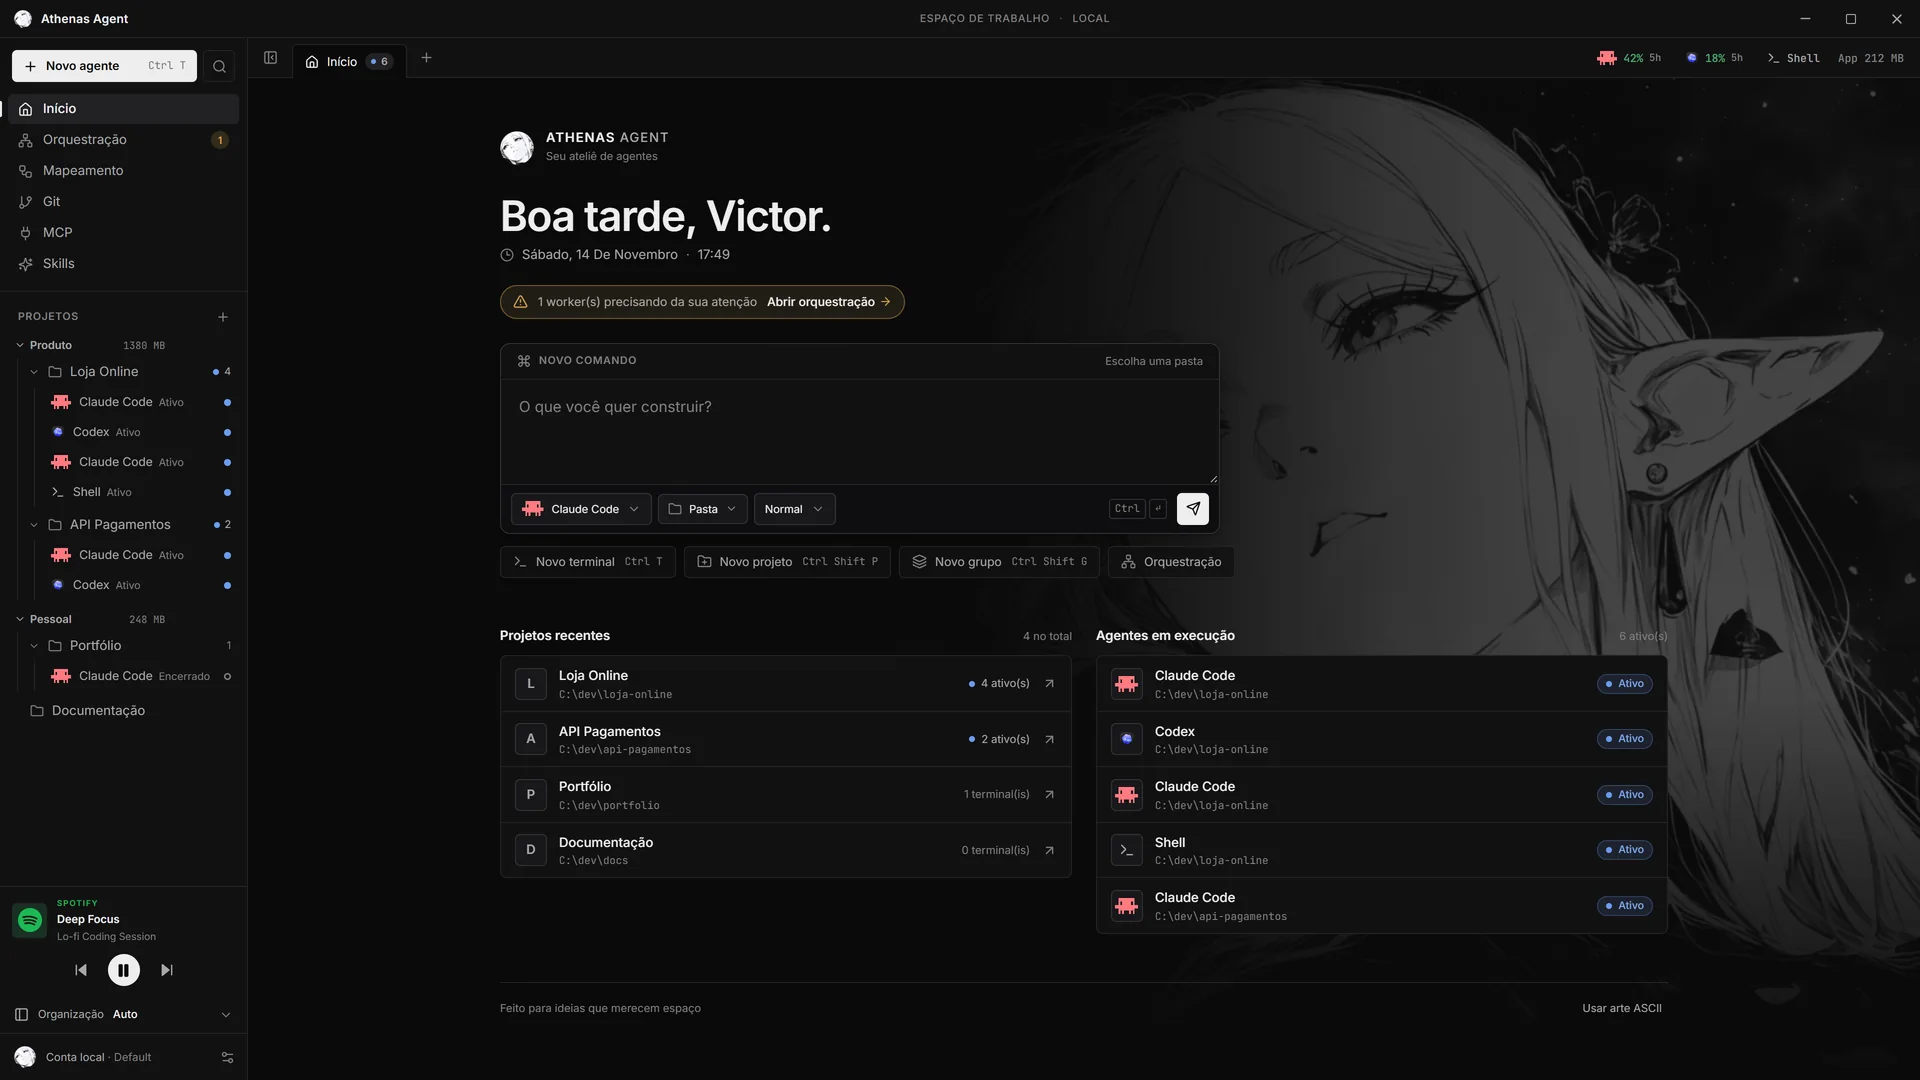 Athenas Agent
ESPAÇO DE TRABALHO · LOCAL
Novo agente Ctrl T
Início 6
42% 5h 18% 5h Shell App 212 MB
Início
Orquestração 1
Mapeamento
Git
MCP
Skills
PROJETOS
Produto 1380 MB
Loja Online 4
Claude Code Ativo
Codex Ativo
Claude Code Ativo
Shell Ativo
API Pagamentos 2
Claude Code Ativo
Codex Ativo
Pessoal 248 MB
Portfólio 1
Claude Code Encerrado
Documentação
SPOTIFY
Deep Focus
Lo-fi Coding Session
Organização Auto
Conta local · Default
ATHENAS AGENT
Seu ateliê de agentes
Boa tarde, Victor.
Sábado, 14 De Novembro · 17:49
1 worker(s) precisando da sua atenção Abrir orquestração
NOVO COMANDO Escolha uma pasta
O que você quer construir?
Claude Code Pasta Normal Ctrl
Novo terminal Ctrl T Novo projeto Ctrl Shift P Novo grupo Ctrl Shift G Orquestração
Projetos recentes 4 no total
L Loja Online
C:\dev\loja-online
4 ativo(s)
A API Pagamentos
C:\dev\api-pagamentos
2 ativo(s)
P Portfólio
C:\dev\portfolio
1 terminal(is)
D Documentação
C:\dev\docs
0 terminal(is)
Agentes em execução 6 ativo(s)
Claude Code
C:\dev\loja-online
Ativo
Codex
C:\dev\loja-online
Ativo
Claude Code
C:\dev\loja-online
Ativo
Shell
C:\dev\loja-online
Ativo
Claude Code
C:\dev\api-pagamentos
Ativo
Feito para ideias que merecem espaço
Usar arte ASCII